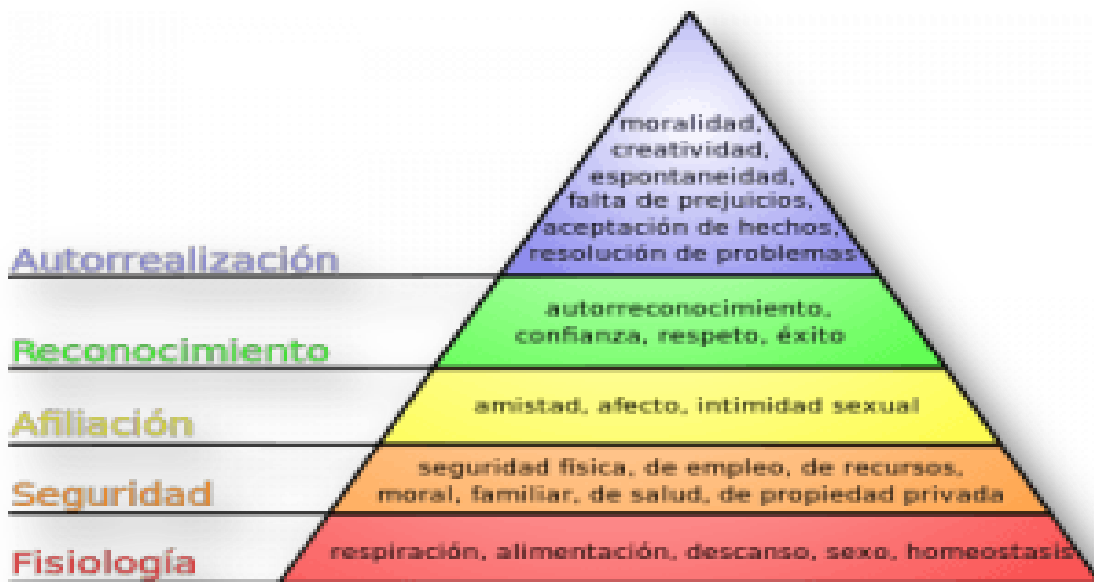 moralidad,
creatividad,
espontaneidad,
falta de prejuicios,
aceptación de hechos,
resolución de problemas
Autorrealización
autorreconocimiento,
confianza, respeto, éxito
Reconocimiento
amistad, afecto, intimidad sexual
Afiliación
seguridad física, de empleo, de recursos,
moral, familiar, de salud, de propiedad privada
Seguridad
respiración, alimentación, descanso, sexo, homeostasis
Fisiología